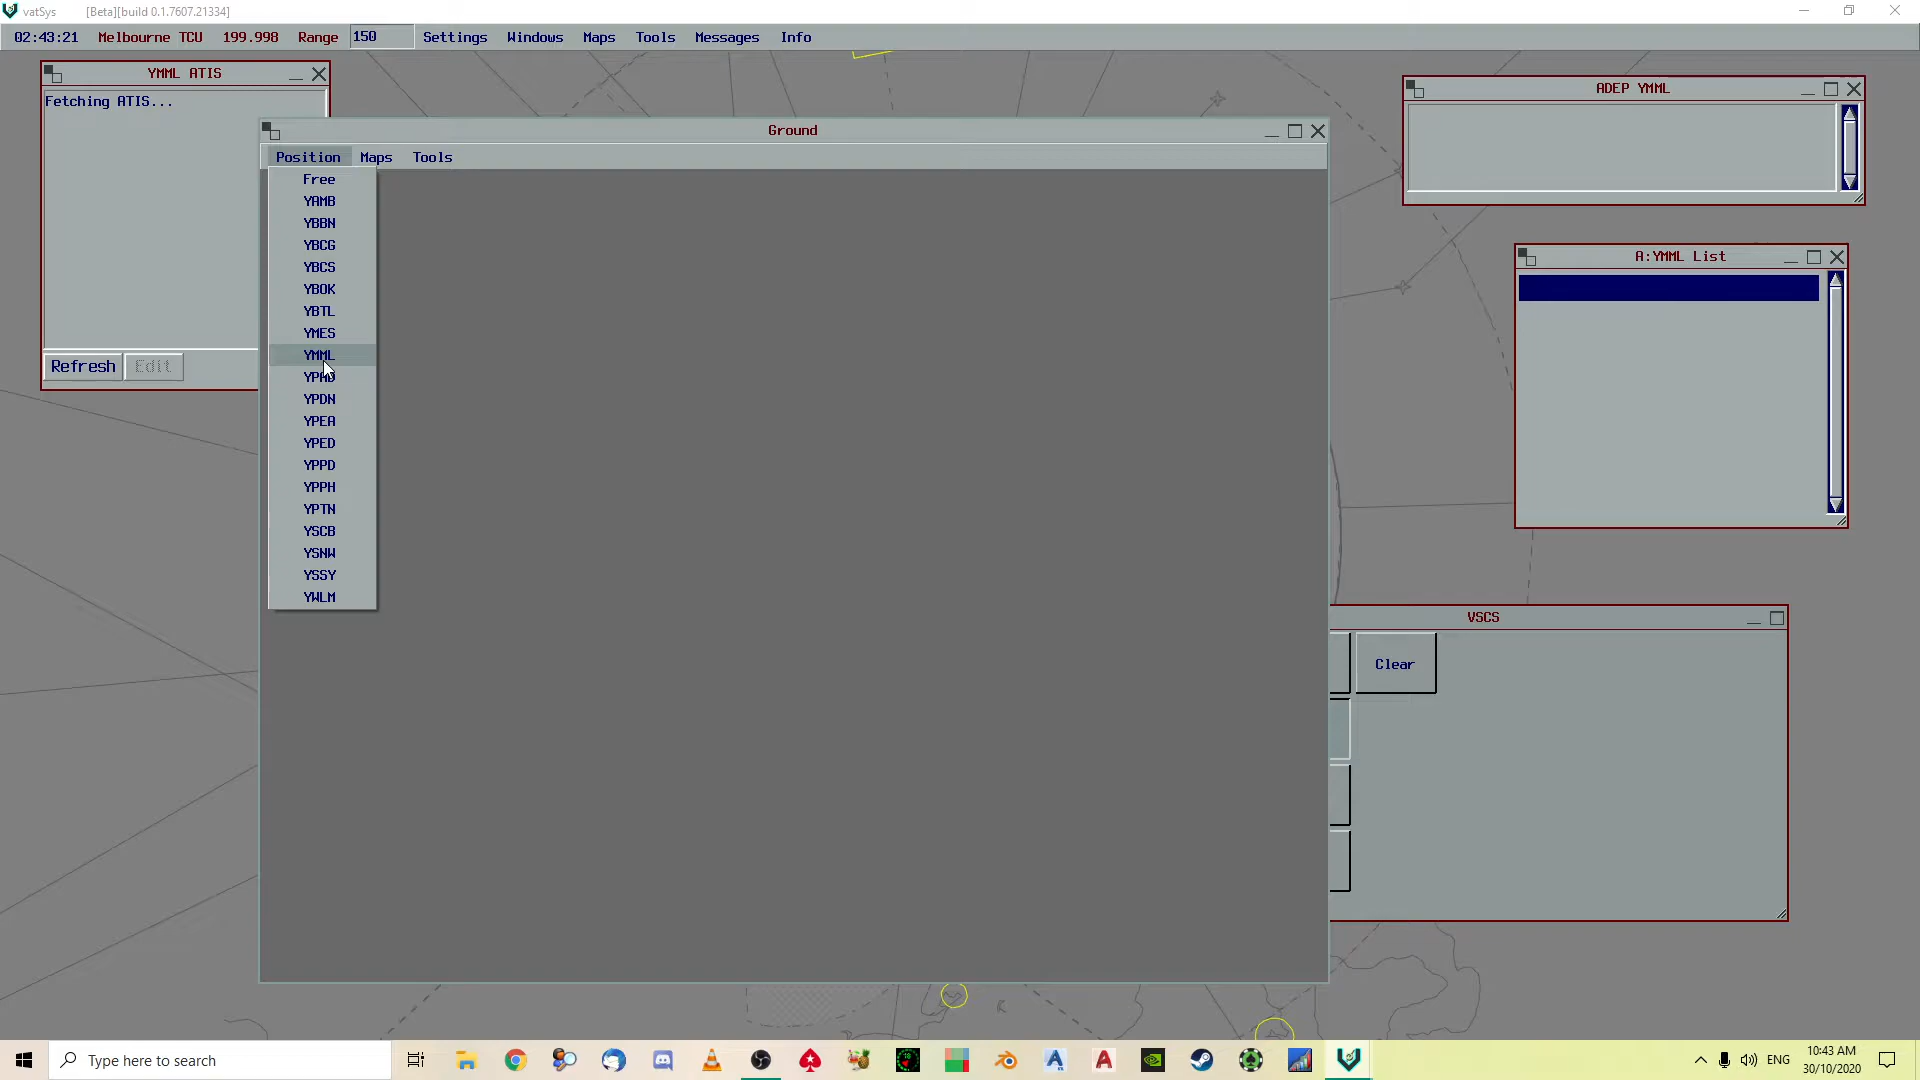 vatSys [Beta][build 0.1.7607.21334]
02:43:21 Melbourne TCU 199.998 Range 150 Settings Windows Maps Tools Messages Info
YMML ATIS
Fetching ATIS...
Refresh Edit
Ground
Position Maps Tools
Free
YAMB
YBBN
YBCG
YBCS
YBOK
YBTL
YMES
YMML
YPAD
YPDN
YPEA
YPED
YPPD
YPPH
YPTN
YSCB
YSNW
YSSY
YWLM
ADEP YMML
A:YMML List
VSCS
Clear
Type here to search
ENG
10:43 AM
30/10/2020